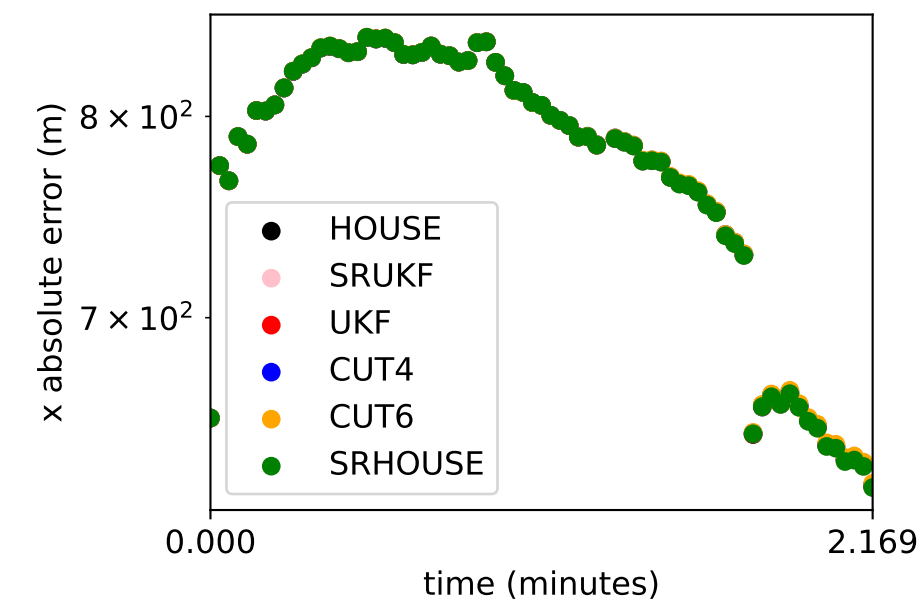 x absolute error (m)
8 × 10²
7 × 10²
HOUSE
SRUKF
UKF
CUT4
CUT6
SRHOUSE
0.000
2.169
time (minutes)